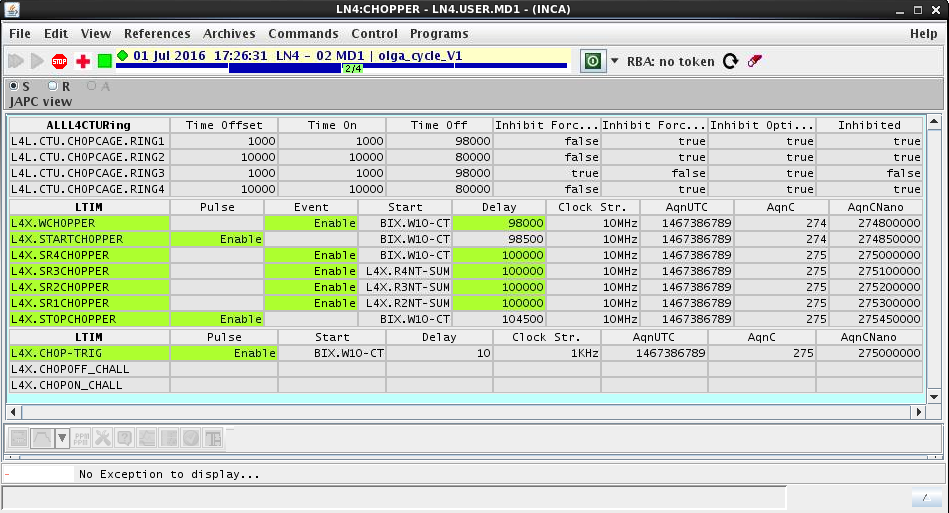 LN4:CHOPPER - LN4.USER.MD1 - (INCA)
File Edit View References Archives Commands Control Programs Help
STOP 01 Jul 2016 17:26:31 LN4 - 02 MD1 | olga_cycle_V1 RBA: no token
2/4
S R A
JAPC view
ALLL4CTURing Time Offset Time On Time Off Inhibit Forc... Inhibit Forc... Inhibit Opti... Inhibited
L4L.CTU.CHOPCAGE.RING1 1000 1000 98000 false true true true
L4L.CTU.CHOPCAGE.RING2 10000 10000 80000 false true true true
L4L.CTU.CHOPCAGE.RING3 1000 1000 98000 true false true false
L4L.CTU.CHOPCAGE.RING4 10000 10000 80000 false true true true
LTIM Pulse Event Start Delay Clock Str. AqnUTC AqnC AqnCNano
L4X.WCHOPPER Enable BIX.W10-CT 98000 10MHz 1467386789 274 274800000
L4X.STARTCHOPPER Enable BIX.W10-CT 98500 10MHz 1467386789 274 274850000
L4X.SR4CHOPPER Enable BIX.W10-CT 100000 10MHz 1467386789 275 275000000
L4X.SR3CHOPPER Enable L4X.R4NT-SUM 100000 10MHz 1467386789 275 275100000
L4X.SR2CHOPPER Enable L4X.R3NT-SUM 100000 10MHz 1467386789 275 275200000
L4X.SR1CHOPPER Enable L4X.R2NT-SUM 100000 10MHz 1467386789 275 275300000
L4X.STOPCHOPPER Enable BIX.W10-CT 104500 10MHz 1467386789 275 275450000
LTIM Pulse Start Delay Clock Str. AqnUTC AqnC AqnCNano
L4X.CHOP-TRIG Enable BIX.W10-CT 10 1KHz 1467386789 275 275000000
L4X.CHOPOFF_CHALL
L4X.CHOPON_CHALL
- No Exception to display...